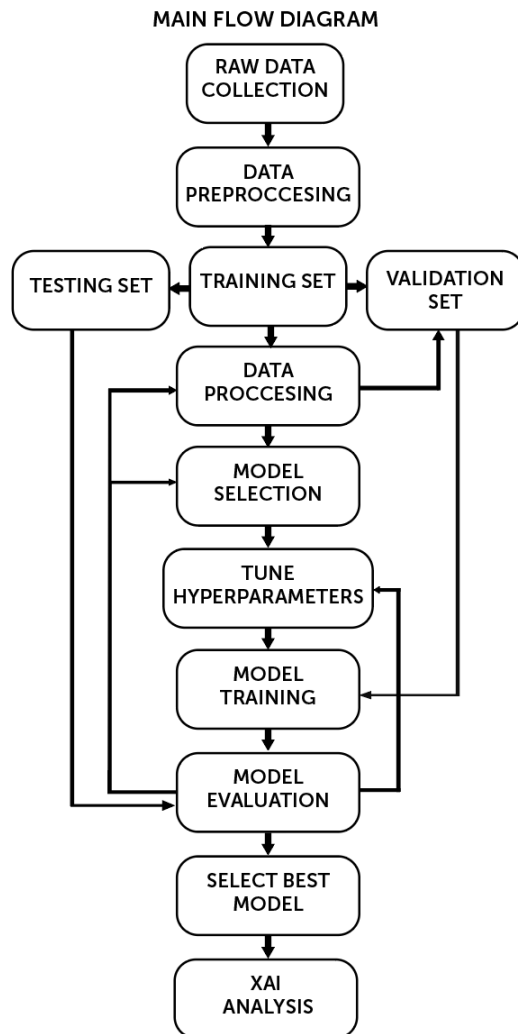 MAIN FLOW DIAGRAM
RAW DATA
COLLECTION
DATA
PREPROCCESING
TESTING SET
TRAINING SET
VALIDATION
SET
DATA
PROCCESING
MODEL
SELECTION
TUNE
HYPERPARAMETERS
MODEL
TRAINING
MODEL
EVALUATION
SELECT BEST
MODEL
XAI
ANALYSIS